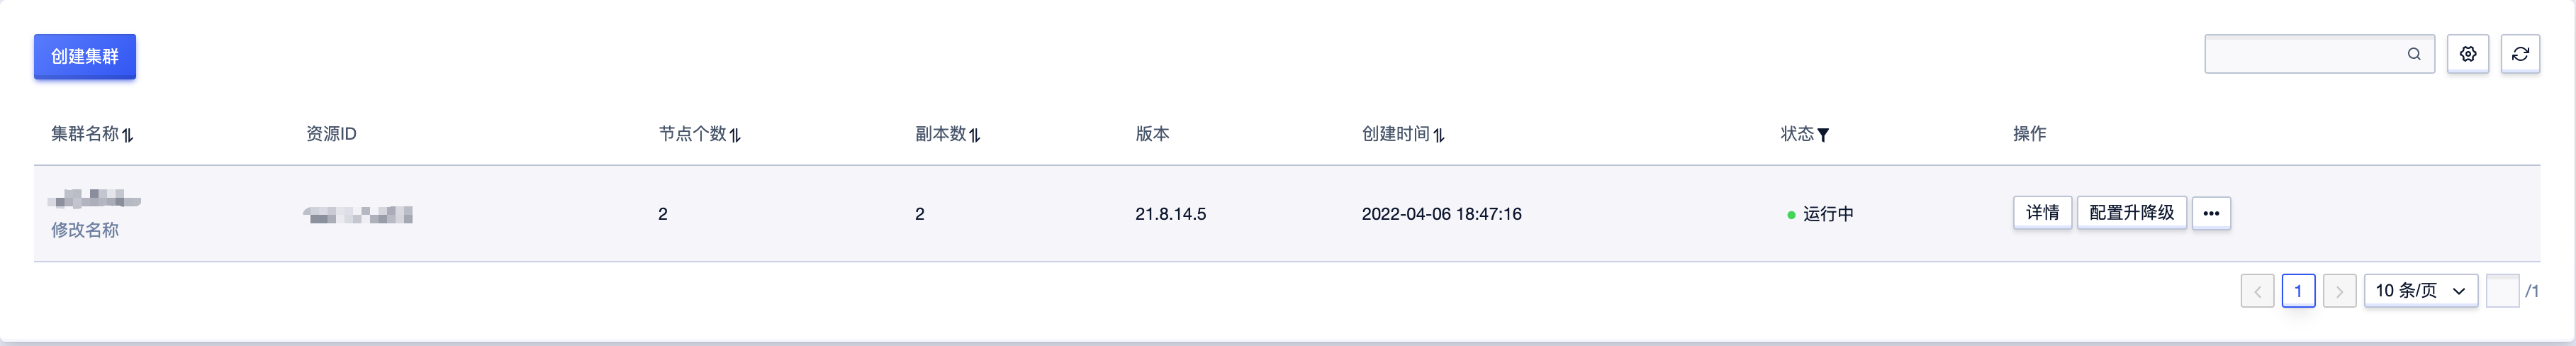 创建集群
集群名称 资源ID 节点个数 副本数 版本 创建时间 状态 操作
2 2 21.8.14.5 2022-04-06 18:47:16 运行中 详情 配置升降级 •••
修改名称
1 10 条/页 /1